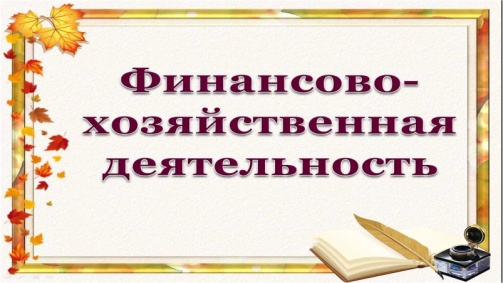 Финансово-
хозяйственная
деятельность